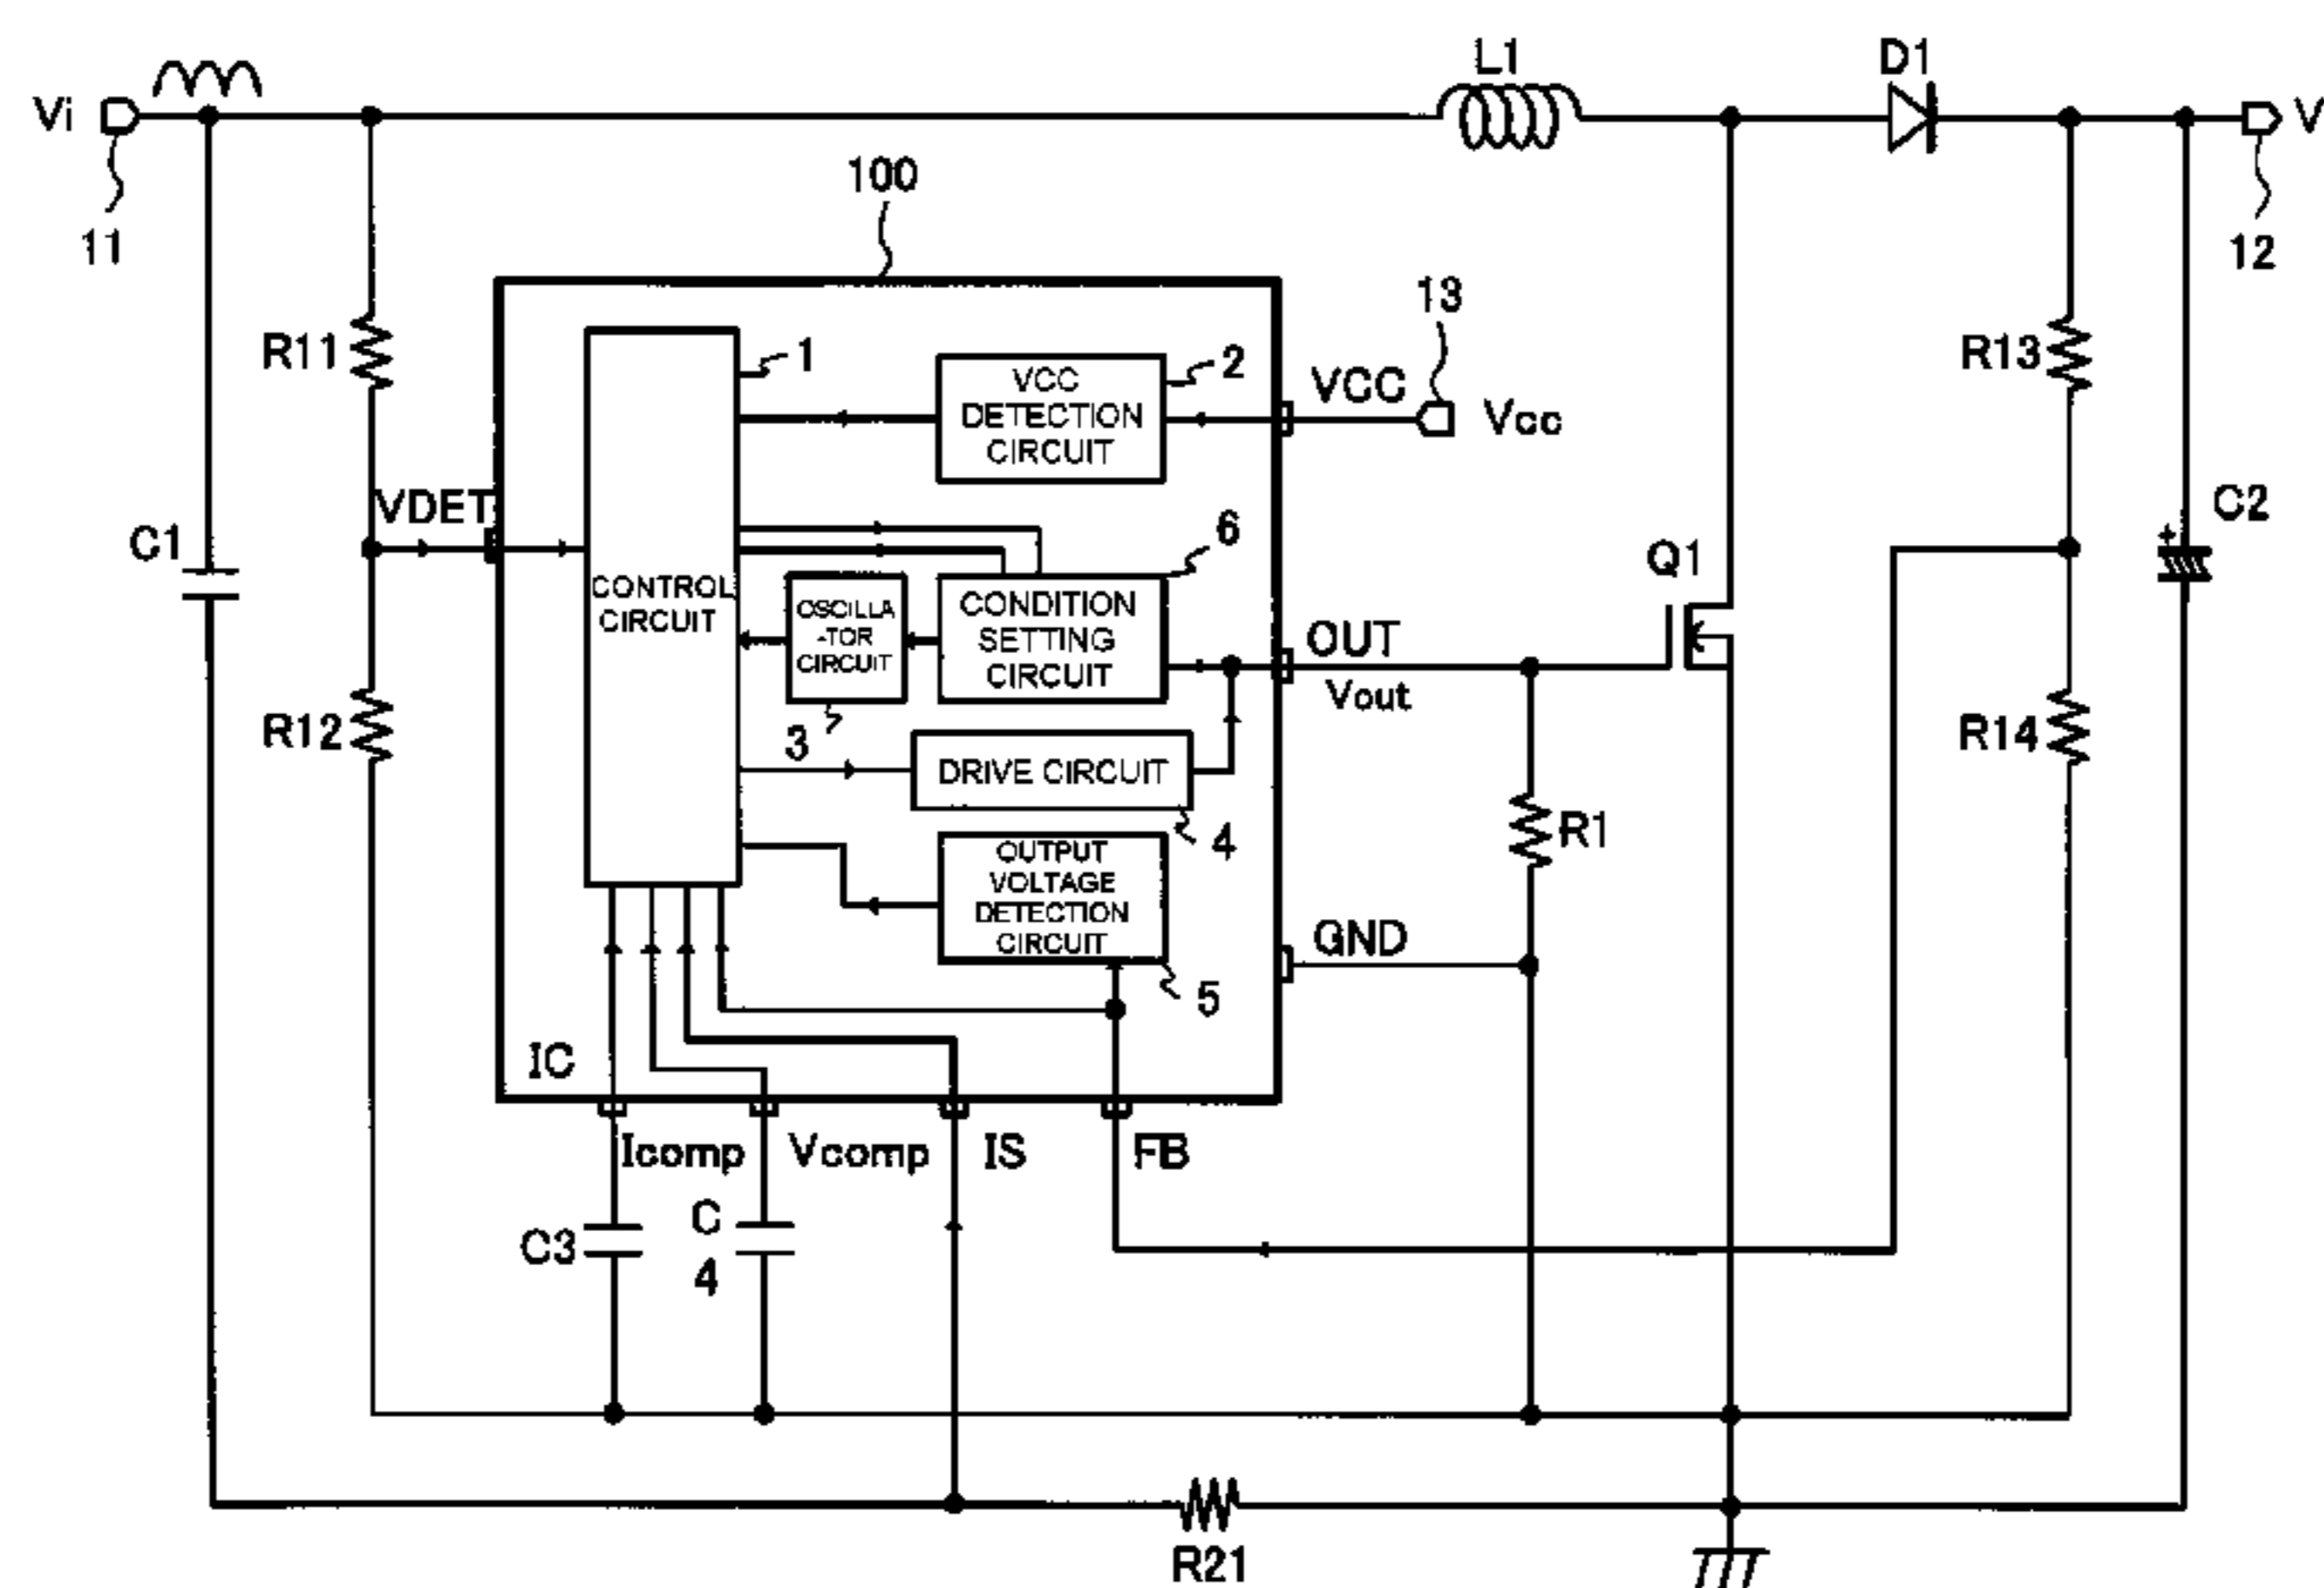 L1
D1
Vi
V
100
11
12
13
R11
1
VCC
DETECTION
CIRCUIT
2
VCC
Vcc
R13
VDET
C1
6
C2
CONTROL
CIRCUIT
OSCILLA
-TOR
CIRCUIT
CONDITION
SETTING
CIRCUIT
Q1
OUT
Vout
R12
3
R14
DRIVE CIRCUIT
4
R1
OUTPUT
VOLTAGE
DETECTION
CIRCUIT
GND
5
IC
Icomp
Vcomp
IS
FB
C3
C
4
R21